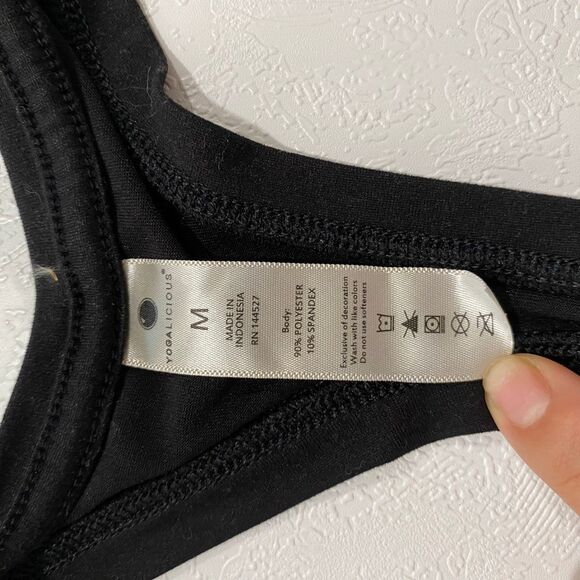 YOGALICIOUS®
M
MADE IN
INDONESIA
RN 144527
Body:
90% POLYESTER
10% SPANDEX
Exclusive of decoration
Wash with like colors
Do not use softeners